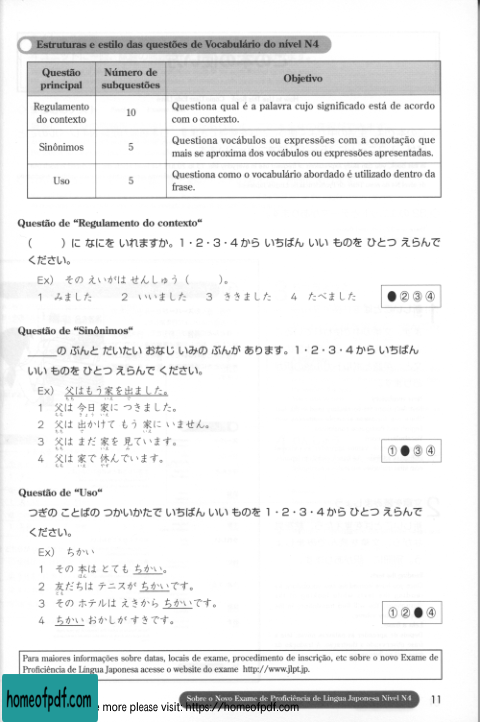 Estruturas e estilo das questões de Vocabulário do nível N4
Questão principal Número de subquestões Objetivo
Regulamento do contexto 10 Questiona qual é a palavra cujo significado está de acordo com o contexto.
Sinônimos 5 Questiona vocábulos ou expressões com a conotação que mais se aproxima dos vocábulos ou expressões apresentadas.
Uso 5 Questiona como o vocabulário abordado é utilizado dentro da frase.
Questão de "Regulamento do contexto"
(　　) に なにを いれますか。1・2・3・4から いちばん いい ものを ひとつ えらんで
ください。
Ex) その えいがは せんしゅう (　　)。
1 みました 2 いいました 3 ききました 4 たべました ●②③④
Questão de "Sinônimos"
____の ぶんと だいたい おなじ いみの ぶんが あります。1・2・3・4から いちばん
いい ものを ひとつ えらんで ください。
Ex) 父はもう家を出ました。
1 父は 今日 家に つきました。
2 父は 出かけて もう 家に いません。
3 父は まだ 家を 見ています。
4 父は 家で 休んでいます。
①●③④
Questão de "Uso"
つぎの ことばの つかいかたで いちばん いい ものを 1・2・3・4から ひとつ えらんで
ください。
Ex) ちかい
1 その 本は とても ちかい。
2 友だちは テニスが ちかいです。
3 その ホテルは えきから ちかいです。
4 ちかい おかしが すきです。
①②●④
Para maiores informações sobre datas, locais de exame, procedimento de inscrição, etc sobre o novo Exame de
Proficiência de Língua Japonesa acesse o website do exame http://www.jlpt.jp.
Sobre o Novo Exame de Proficiência de Língua Japonesa Nível N4 11
homeofpdf.com
more please visit: https://homeofpdf.com